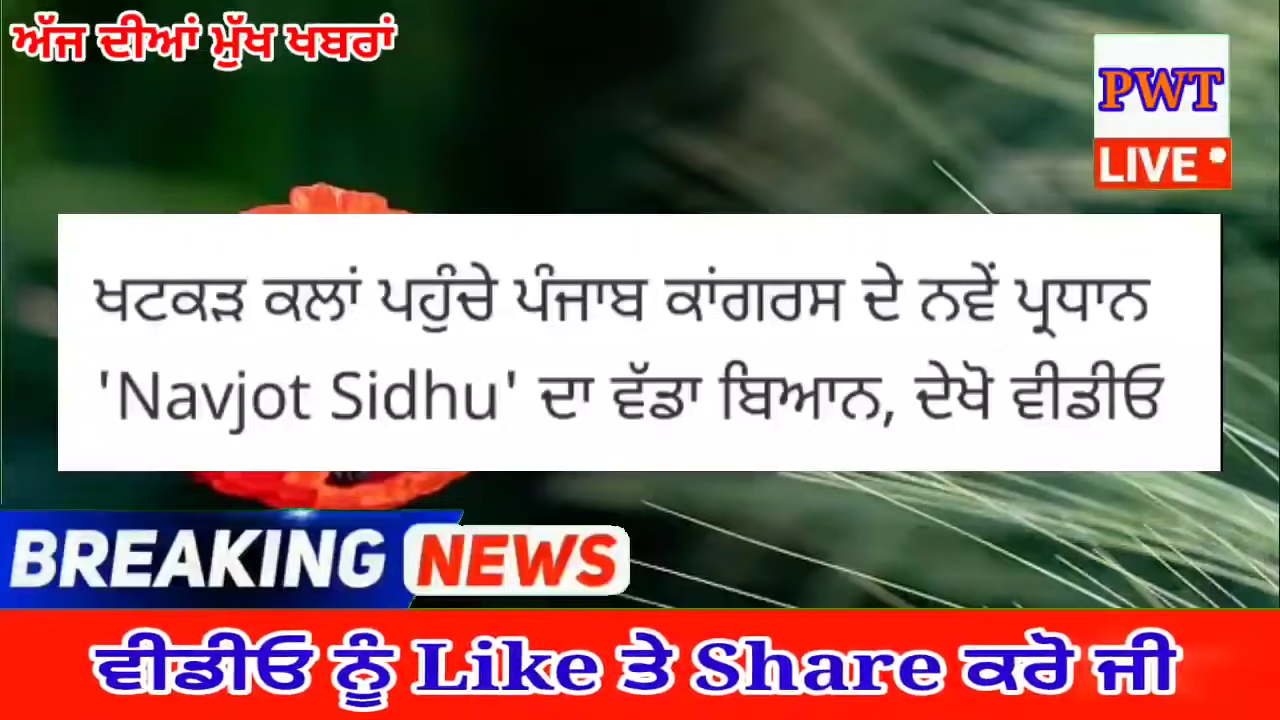 ਅੱਜ ਦੀਆਂ ਮੁੱਖ ਖਬਰਾਂ
PWT
LIVE
ਖਟਕੜ ਕਲਾਂ ਪਹੁੰਚੇ ਪੰਜਾਬ ਕਾਂਗਰਸ ਦੇ ਨਵੇਂ ਪ੍ਰਧਾਨ
'Navjot Sidhu' ਦਾ ਵੱਡਾ ਬਿਆਨ, ਦੇਖੋ ਵੀਡੀਓ
BREAKING NEWS
ਵੀਡੀਓ ਨੂੰ Like ਤੇ Share ਕਰੋ ਜੀ